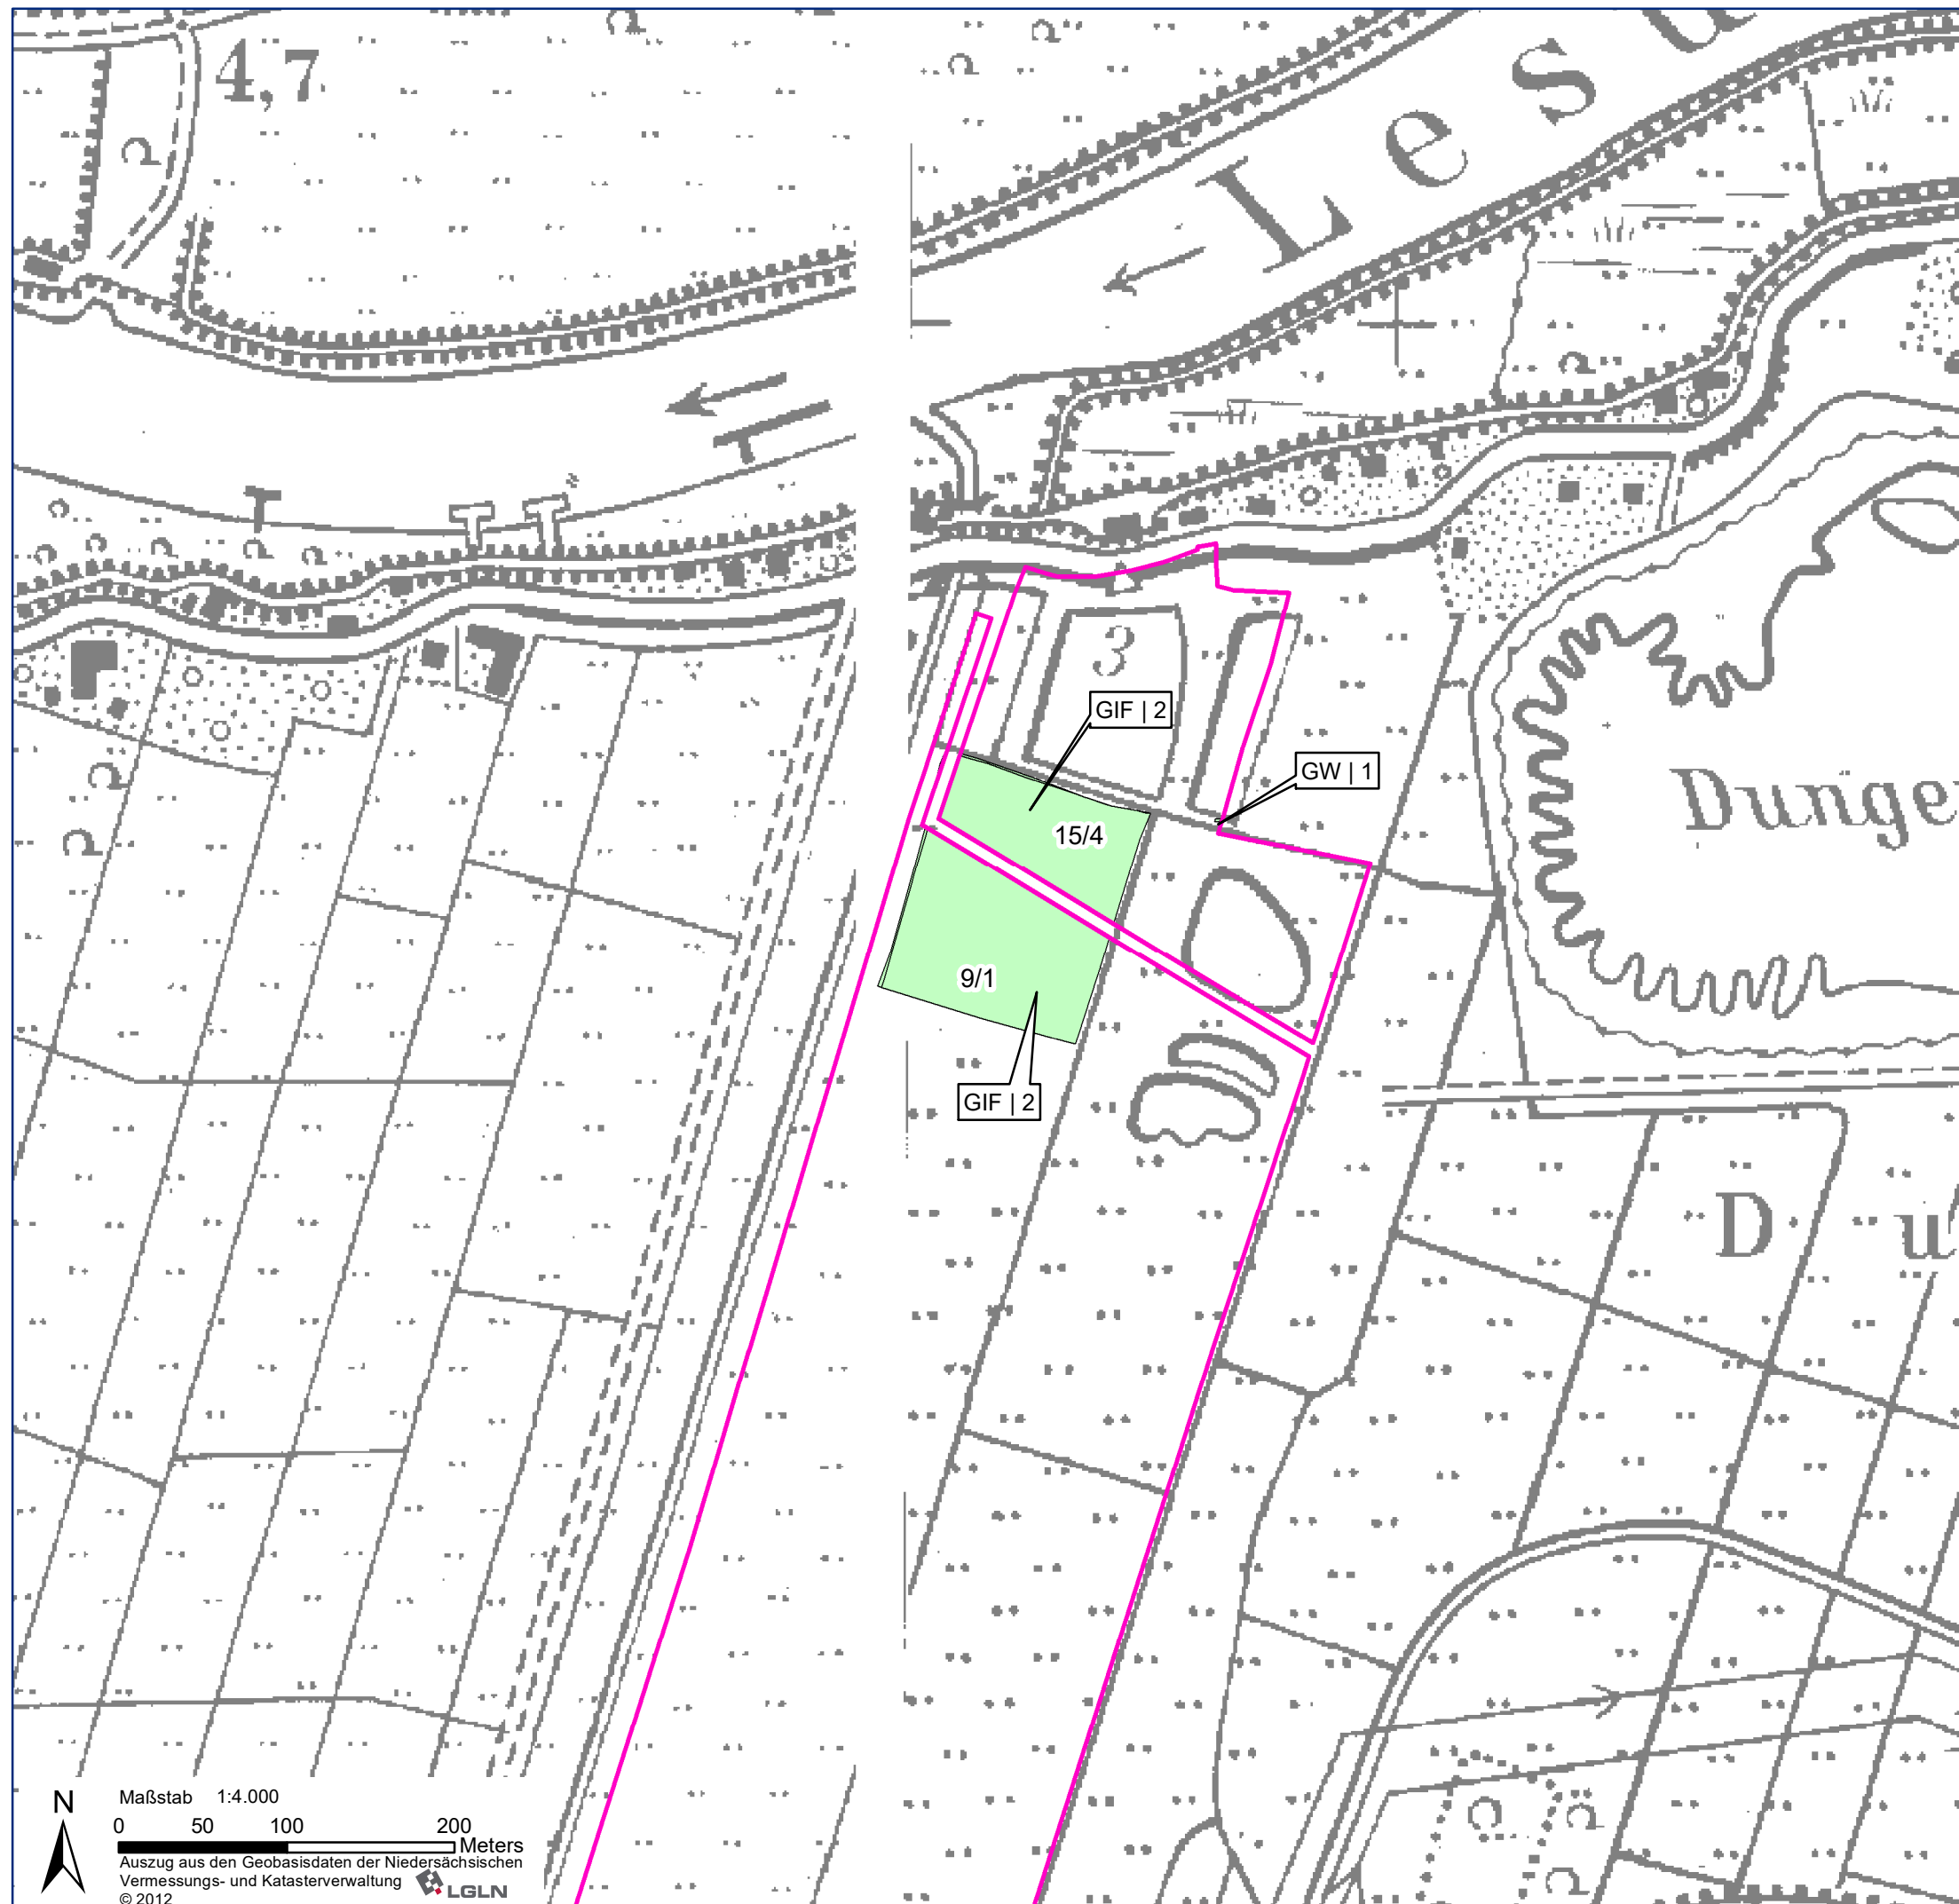 4,7
Lesu
3
GIF | 2
GW | 1
Dunge
15/4
9/1
GIF | 2
D u
N
Maßstab 1:4.000
0 50 100 200
Meters
Auszug aus den Geobasisdaten der Niedersächsischen
Vermessungs- und Katasterverwaltung
LGLN
© 2012